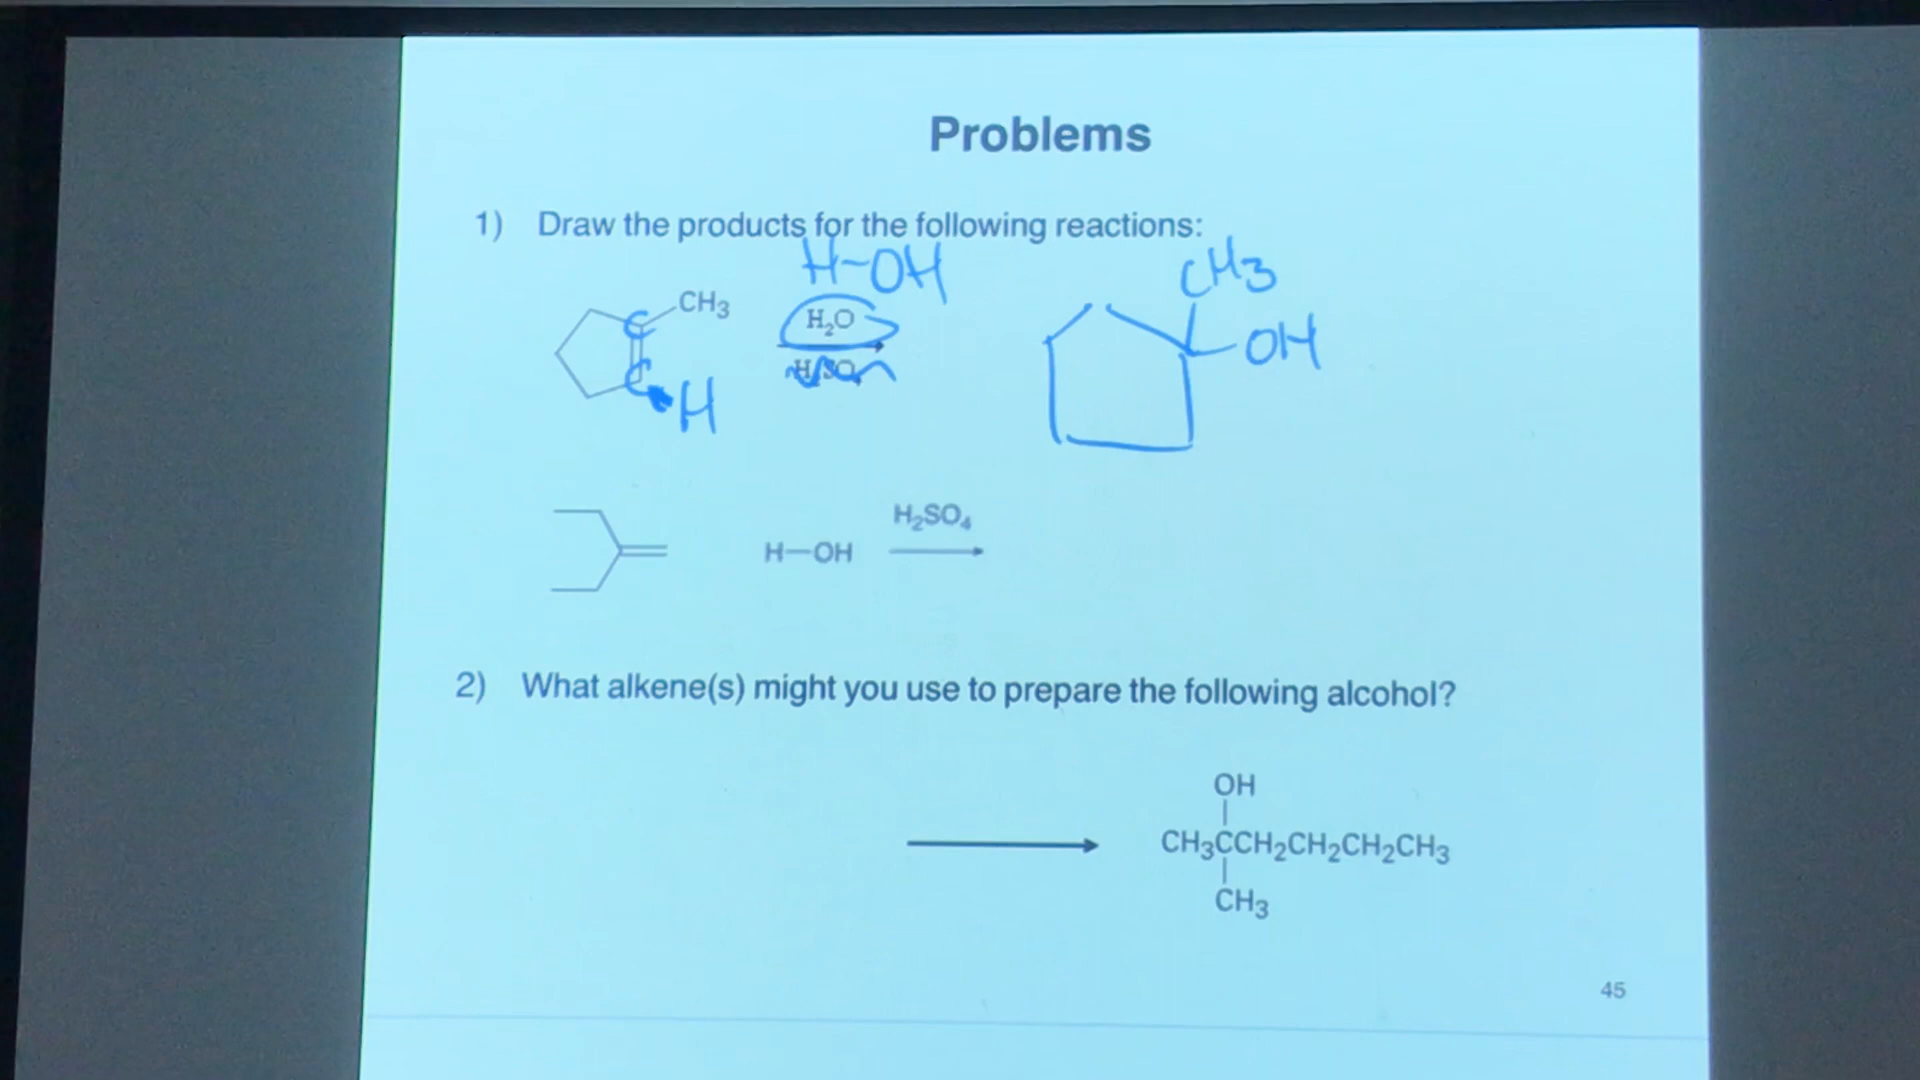 Problems
1) Draw the products for the following reactions:
H-OH
CH3
CH₃
H₂O
C
OH
H₂SO₄
C
H
H₂SO₄
H—OH
2) What alkene(s) might you use to prepare the following alcohol?
OH
CH₃CCH₂CH₂CH₂CH₃
CH₃
45